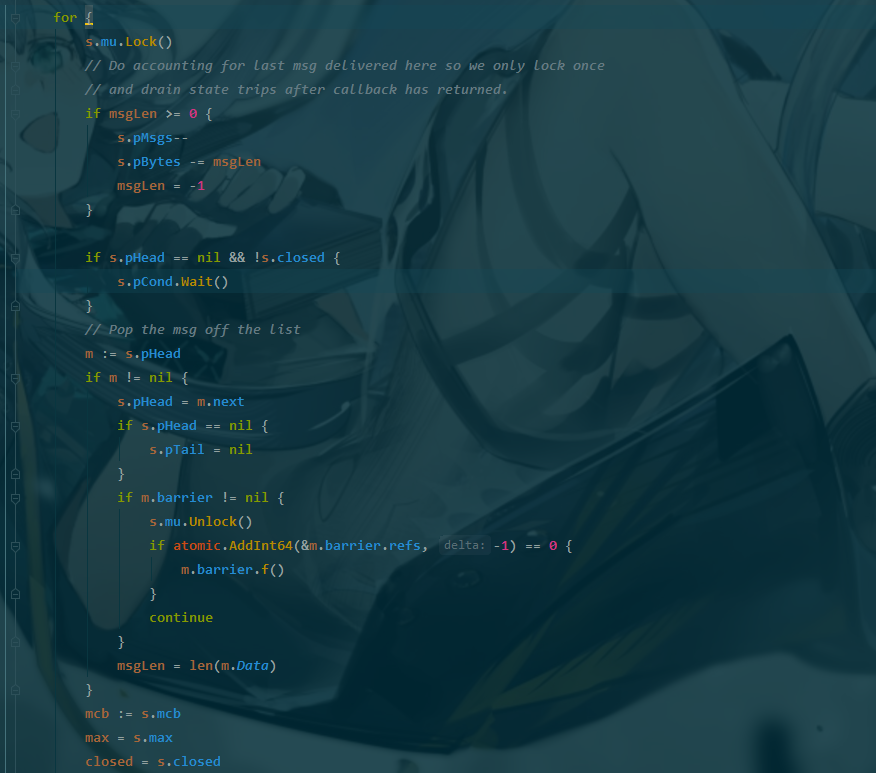 for {
s.mu.Lock()
// Do accounting for last msg delivered here so we only lock once
// and drain state trips after callback has returned.
if msgLen >= 0 {
s.pMsgs--
s.pBytes -= msgLen
msgLen = -1
}
if s.pHead == nil && !s.closed {
s.pCond.Wait()
}
// Pop the msg off the list
m := s.pHead
if m != nil {
s.pHead = m.next
if s.pHead == nil {
s.pTail = nil
}
if m.barrier != nil {
s.mu.Unlock()
if atomic.AddInt64(&m.barrier.refs, delta: -1) == 0 {
m.barrier.f()
}
continue
}
msgLen = len(m.Data)
}
mcb := s.mcb
max = s.max
closed = s.closed